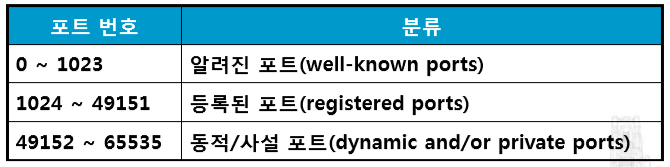 포트 번호 분류
0 ~ 1023 알려진 포트(well-known ports)
1024 ~ 49151 등록된 포트(registered ports)
49152 ~ 65535 동적/사설 포트(dynamic and/or private ports)